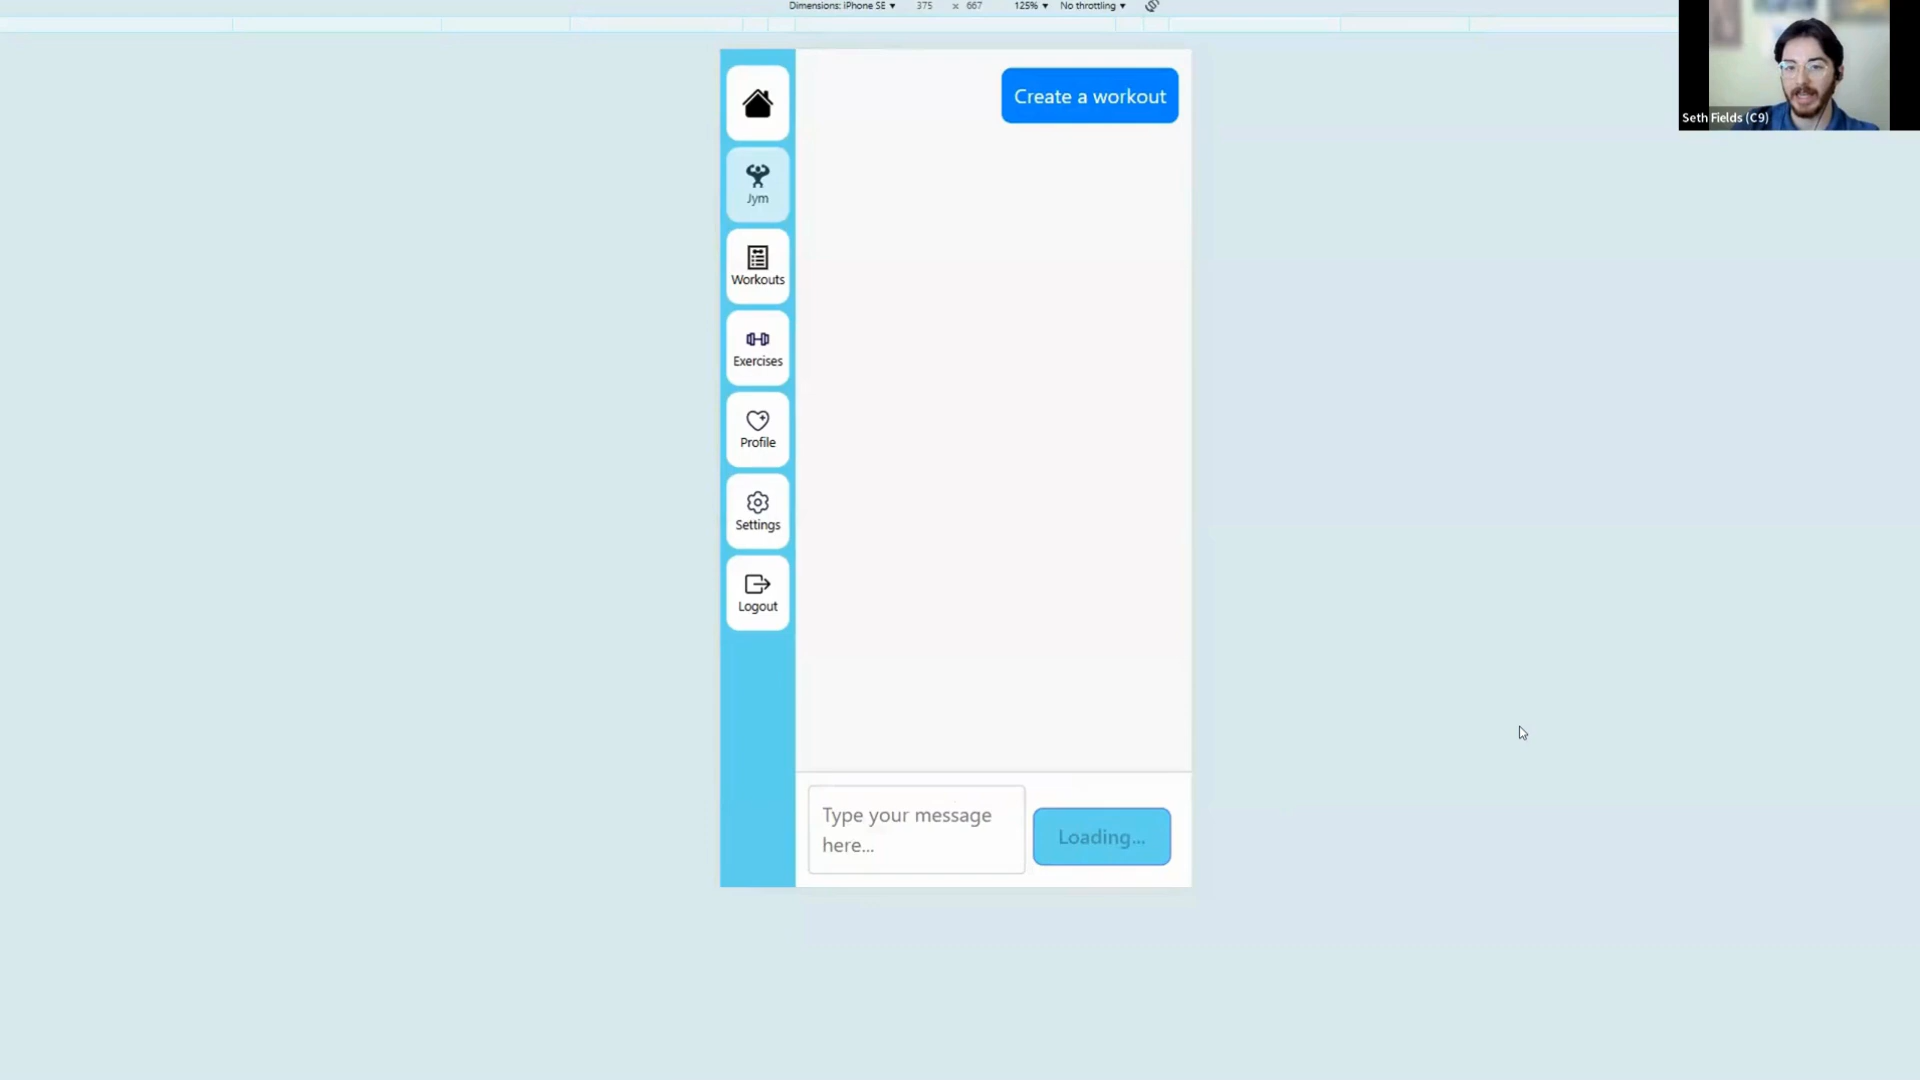 Dimensions: iPhone SE ▼ 375 × 667 125% ▼ No throttling ▼
Seth Fields (C9)
Create a workout
Jym
Workouts
Exercises
Profile
Settings
Logout
Type your message
here...
Loading...